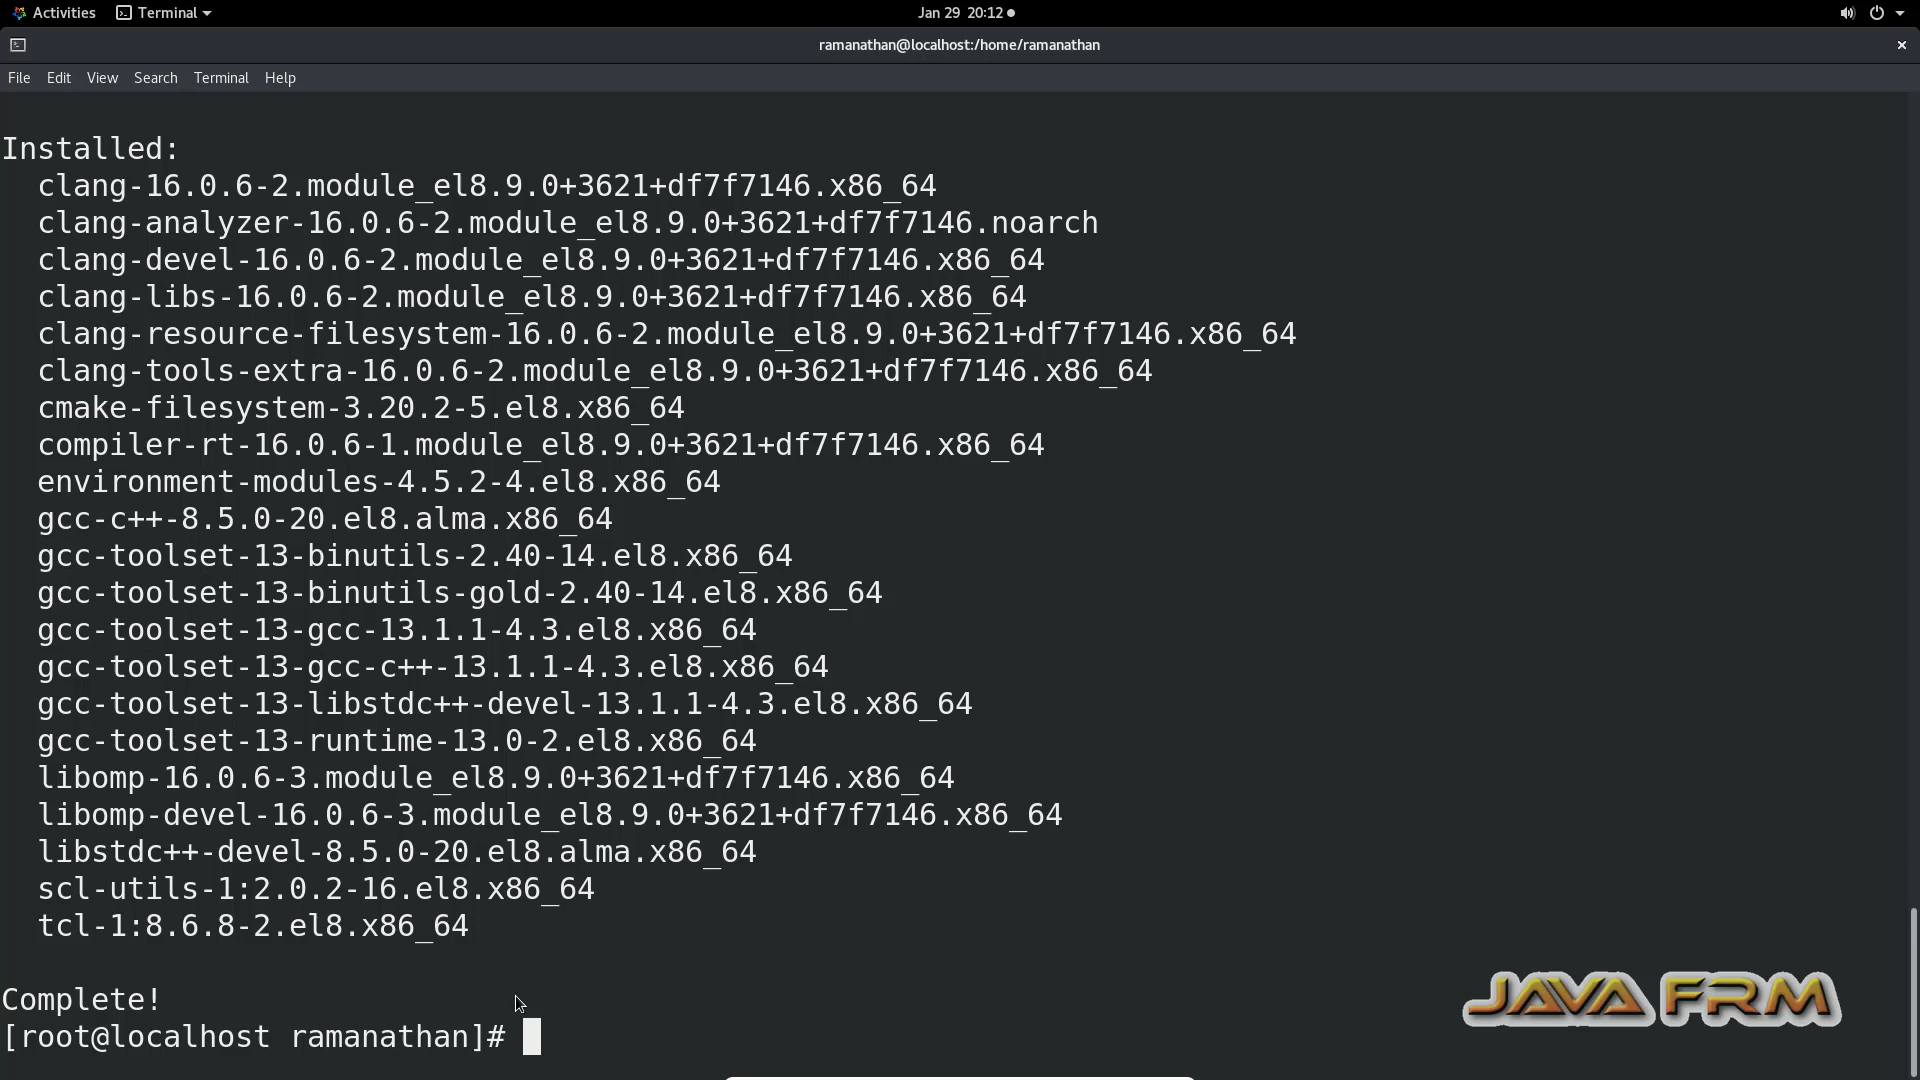 Activities Terminal Jan 29 20:12
ramanathan@localhost:/home/ramanathan
File Edit View Search Terminal Help
Installed:
clang-16.0.6-2.module_el8.9.0+3621+df7f7146.x86_64
clang-analyzer-16.0.6-2.module_el8.9.0+3621+df7f7146.noarch
clang-devel-16.0.6-2.module_el8.9.0+3621+df7f7146.x86_64
clang-libs-16.0.6-2.module_el8.9.0+3621+df7f7146.x86_64
clang-resource-filesystem-16.0.6-2.module_el8.9.0+3621+df7f7146.x86_64
clang-tools-extra-16.0.6-2.module_el8.9.0+3621+df7f7146.x86_64
cmake-filesystem-3.20.2-5.el8.x86_64
compiler-rt-16.0.6-1.module_el8.9.0+3621+df7f7146.x86_64
environment-modules-4.5.2-4.el8.x86_64
gcc-c++-8.5.0-20.el8.alma.x86_64
gcc-toolset-13-binutils-2.40-14.el8.x86_64
gcc-toolset-13-binutils-gold-2.40-14.el8.x86_64
gcc-toolset-13-gcc-13.1.1-4.3.el8.x86_64
gcc-toolset-13-gcc-c++-13.1.1-4.3.el8.x86_64
gcc-toolset-13-libstdc++-devel-13.1.1-4.3.el8.x86_64
gcc-toolset-13-runtime-13.0-2.el8.x86_64
libomp-16.0.6-3.module_el8.9.0+3621+df7f7146.x86_64
libomp-devel-16.0.6-3.module_el8.9.0+3621+df7f7146.x86_64
libstdc++-devel-8.5.0-20.el8.alma.x86_64
scl-utils-1:2.0.2-16.el8.x86_64
tcl-1:8.6.8-2.el8.x86_64
Complete!
[root@localhost ramanathan]#
JAVA FRM